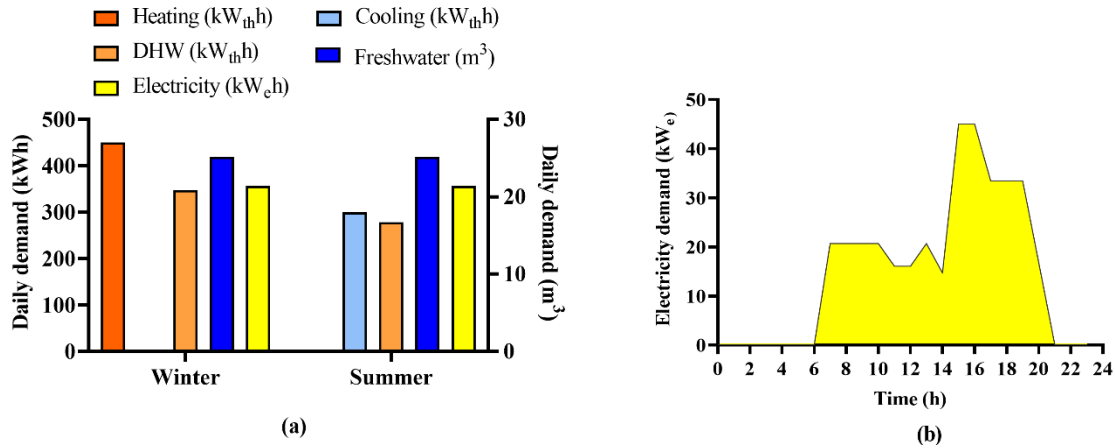 Heating (kWthh)
DHW (kWthh)
Electricity (kWeh)
Cooling (kWthh)
Freshwater (m³)
Daily demand (kWh)
500
400
300
200
100
0
Winter
Summer
30
20
10
0
Daily demand (m³)
(a)
Electricity demand (kWe)
50
40
30
20
10
0
0 2 4 6 8 10 12 14 16 18 20 22 24
Time (h)
(b)